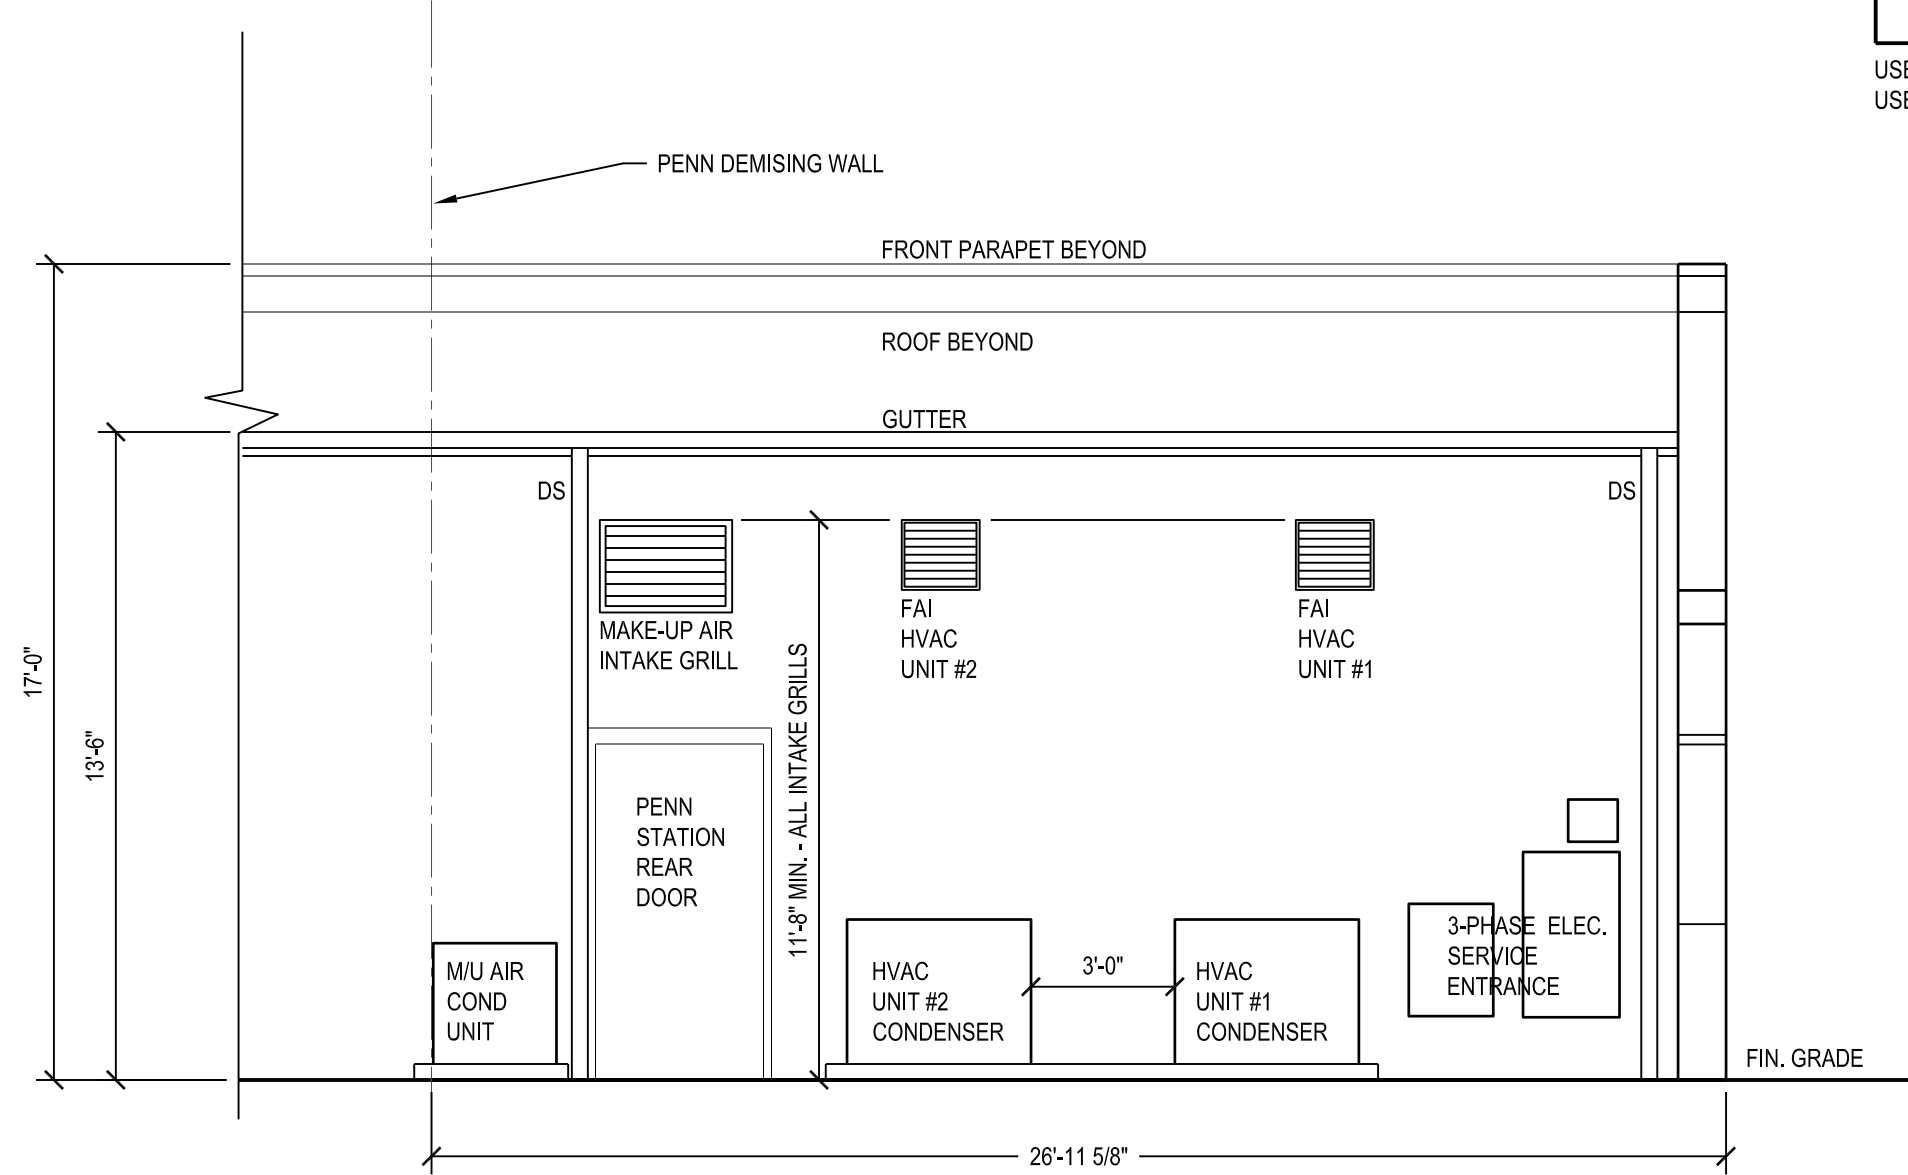 USE
USE
PENN DEMISING WALL
FRONT PARAPET BEYOND
ROOF BEYOND
GUTTER
DS
DS
MAKE-UP AIR
INTAKE GRILL
FAI
HVAC
UNIT #2
FAI
HVAC
UNIT #1
17'-0"
13'-6"
11'-8" MIN. - ALL INTAKE GRILLS
PENN
STATION
REAR
DOOR
M/U AIR
COND
UNIT
HVAC
UNIT #2
CONDENSER
3'-0"
HVAC
UNIT #1
CONDENSER
3-PHASE ELEC.
SERVICE
ENTRANCE
FIN. GRADE
26'-11 5/8"